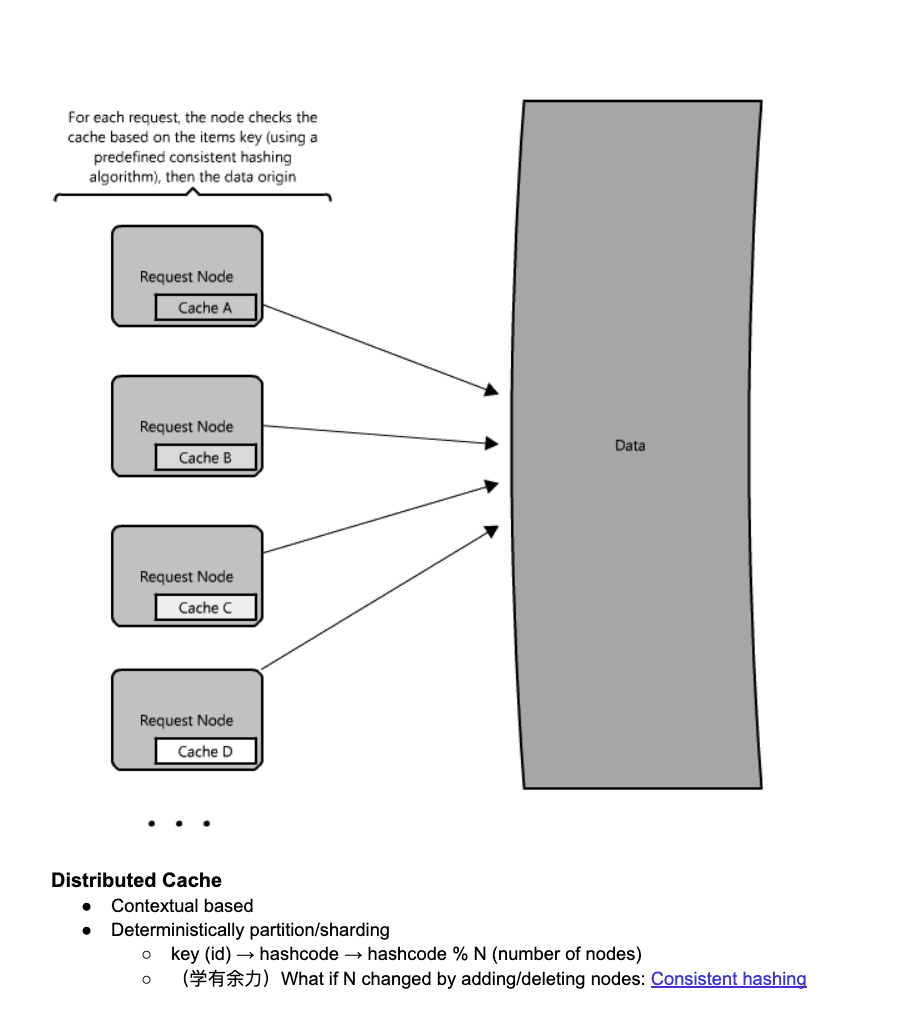 For each request, the node checks the
cache based on the items key (using a
predefined consistent hashing
algorithm), then the data origin
Request Node
Cache A
Request Node
Cache B
Request Node
Cache C
Request Node
Cache D
Data
. . .
Distributed Cache
● Contextual based
● Deterministically partition/sharding
○ key (id) → hashcode → hashcode % N (number of nodes)
○ （学有余力）What if N changed by adding/deleting nodes: Consistent hashing